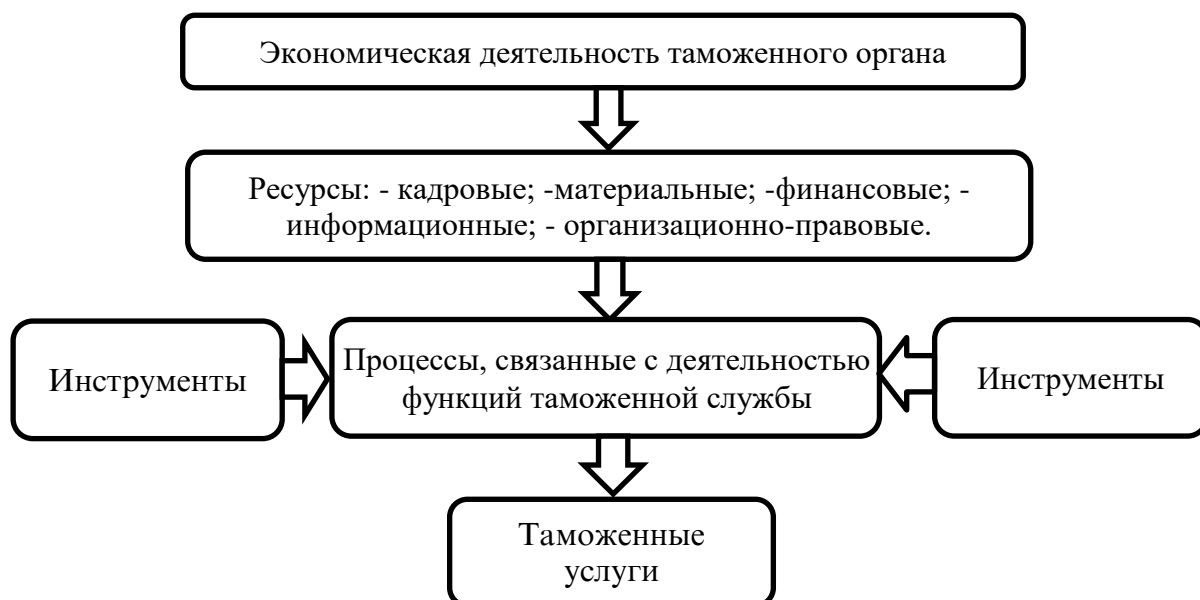 Экономическая деятельность таможенного органа
Ресурсы: - кадровые; -материальные; -финансовые; -
информационные; - организационно-правовые.
Инструменты
Процессы, связанные с деятельностью
функций таможенной службы
Инструменты
Таможенные
услуги